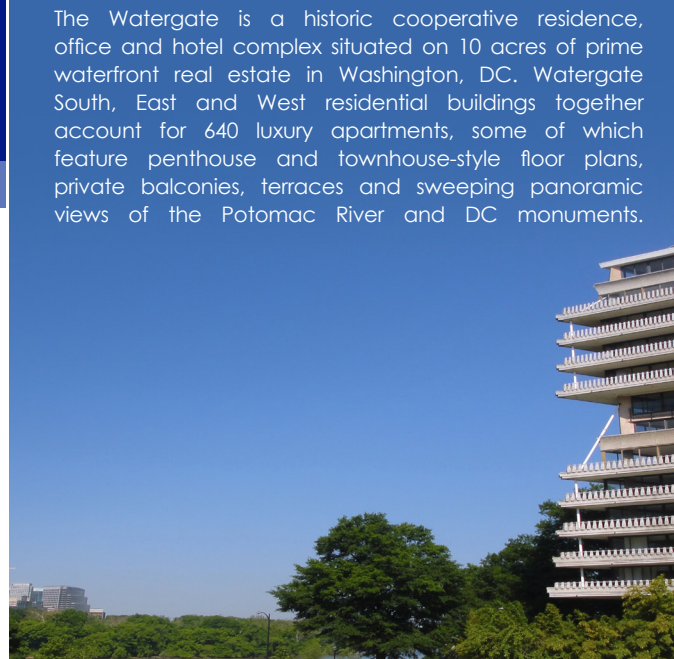 The Watergate is a historic cooperative residence,
office and hotel complex situated on 10 acres of prime
waterfront real estate in Washington, DC. Watergate
South, East and West residential buildings together
account for 640 luxury apartments, some of which
feature penthouse and townhouse-style floor plans,
private balconies, terraces and sweeping panoramic
views of the Potomac River and DC monuments.